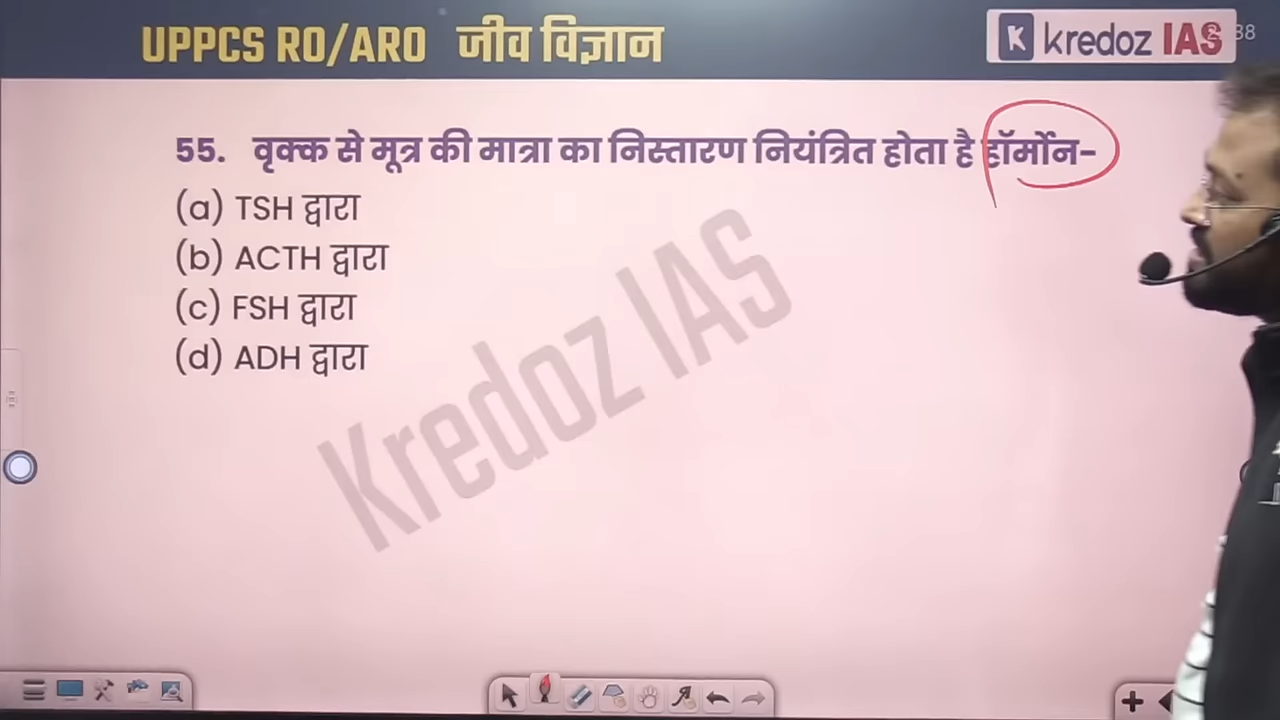 UPPCS RO/ARO जीव विज्ञान
K kredoz IAS
55. वृक्क से मूत्र की मात्रा का निस्तारण नियंत्रित होता है हॉर्मोन-
(a) TSH द्वारा
(b) ACTH द्वारा
(c) FSH द्वारा
(d) ADH द्वारा
Kredoz IAS